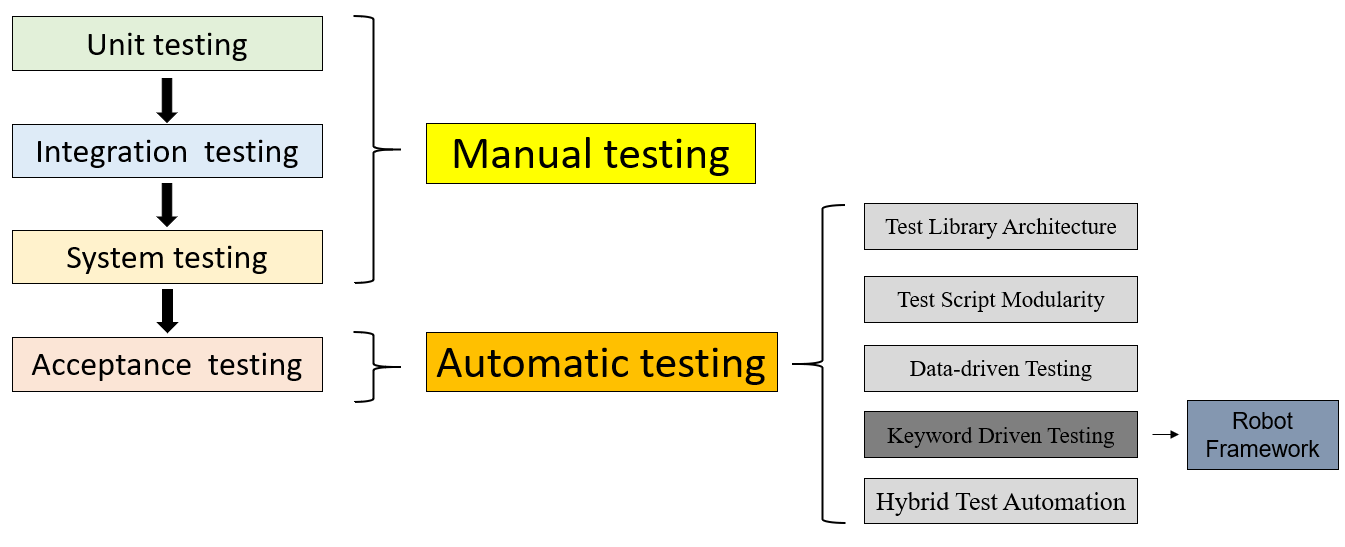 Unit testing
Integration testing
System testing
Acceptance testing
Manual testing
Automatic testing
Test Library Architecture
Test Script Modularity
Data-driven Testing
Keyword Driven Testing
Hybrid Test Automation
Robot
Framework